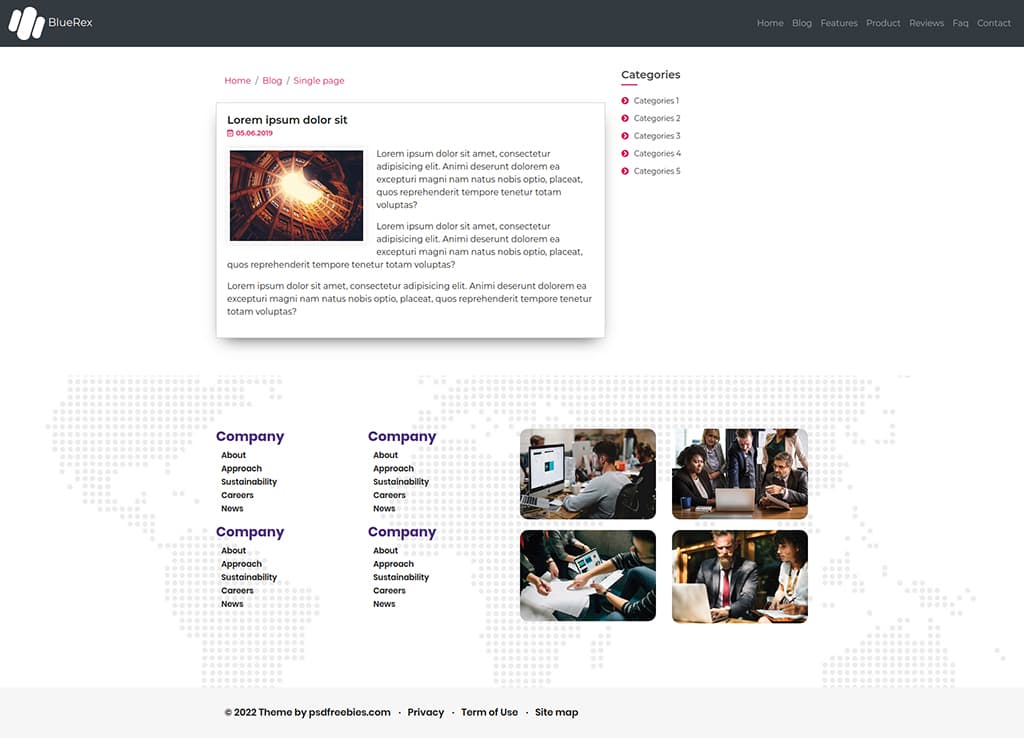 BlueRex
Home Blog Features Product Reviews Faq Contact
Home / Blog / Single page
Lorem ipsum dolor sit
05.06.2019
Lorem ipsum dolor sit amet, consectetur
adipisicing elit. Animi deserunt dolorem ea
excepturi magni nam natus nobis optio, placeat,
quos reprehenderit tempore tenetur totam
voluptas?
Lorem ipsum dolor sit amet, consectetur
adipisicing elit. Animi deserunt dolorem ea
excepturi magni nam natus nobis optio, placeat,
quos reprehenderit tempore tenetur totam voluptas?
Lorem ipsum dolor sit amet, consectetur adipisicing elit. Animi deserunt dolorem ea
excepturi magni nam natus nobis optio, placeat, quos reprehenderit tempore tenetur
totam voluptas?
Categories
Categories 1
Categories 2
Categories 3
Categories 4
Categories 5
Company
About
Approach
Sustainability
Careers
News
Company
About
Approach
Sustainability
Careers
News
Company
About
Approach
Sustainability
Careers
News
Company
About
Approach
Sustainability
Careers
News
© 2022 Theme by psdfreebies.com · Privacy · Term of Use · Site map